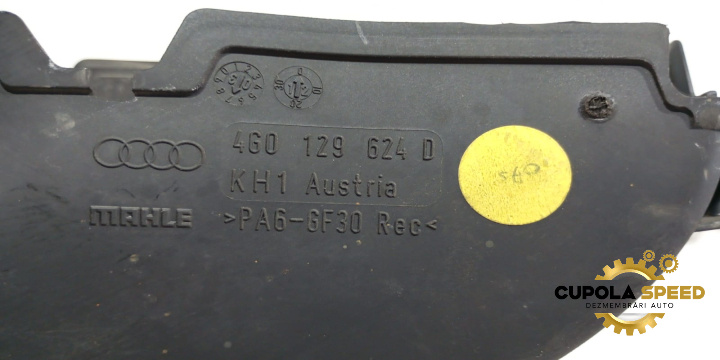 4G0 129 624 D
KH1 Austria
MAHLE >PA6-GF30 Rec<
CUPOLA SPEED
DEZMEMBRĂRI AUTO